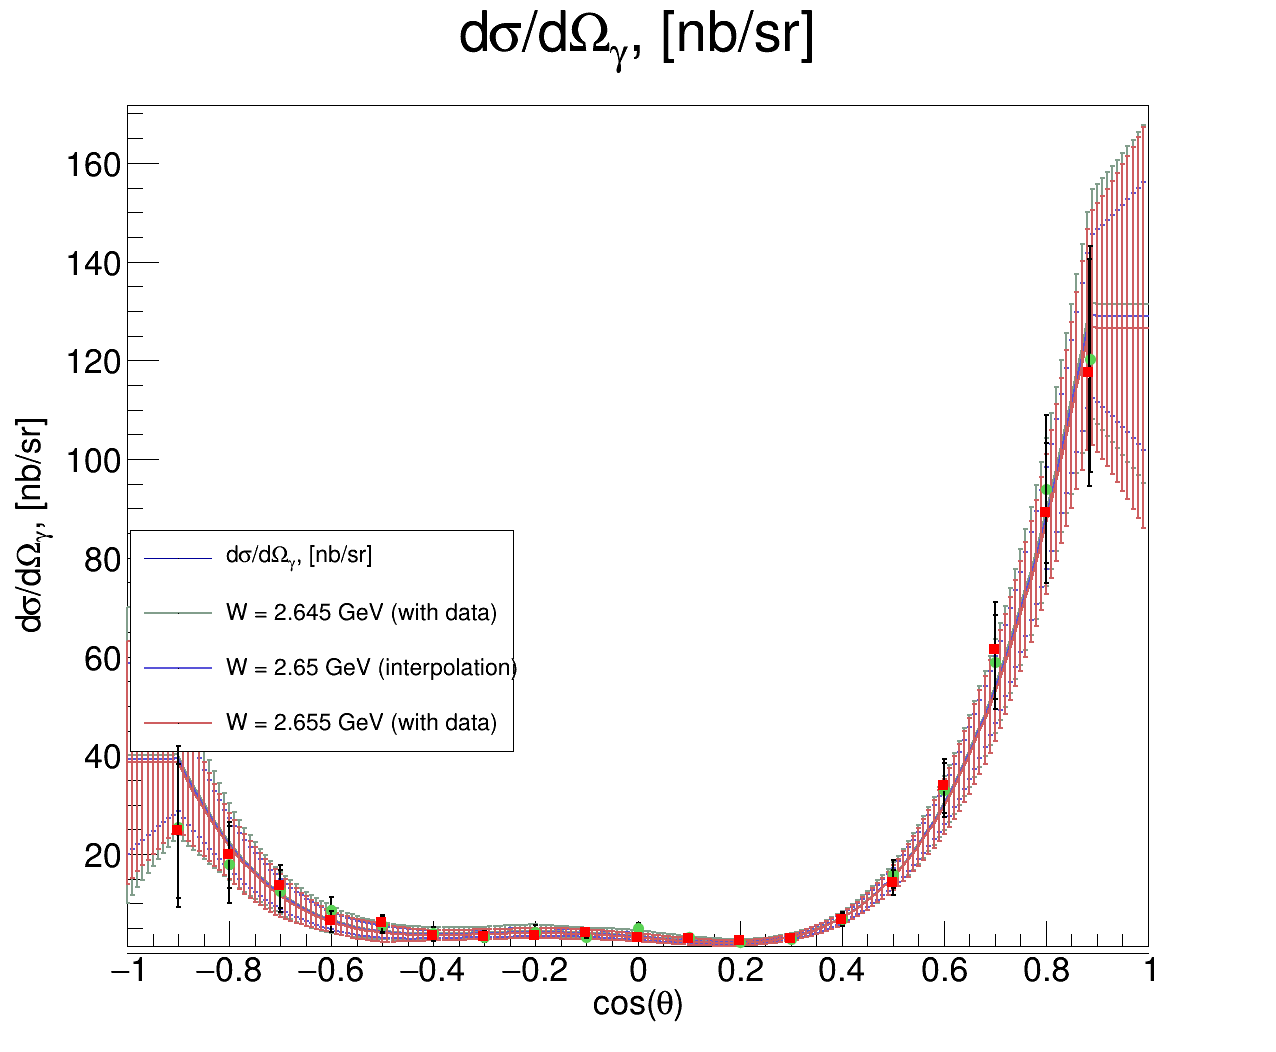 dσ/dΩγ, [nb/sr]
dσ/dΩγ, [nb/sr]
160
140
120
100
80
60
40
20
dσ/dΩγ, [nb/sr]
W = 2.645 GeV (with data)
W = 2.65 GeV (interpolation)
W = 2.655 GeV (with data)
−1 −0.8 −0.6 −0.4 −0.2 0 0.2 0.4 0.6 0.8 1
cos(θ)